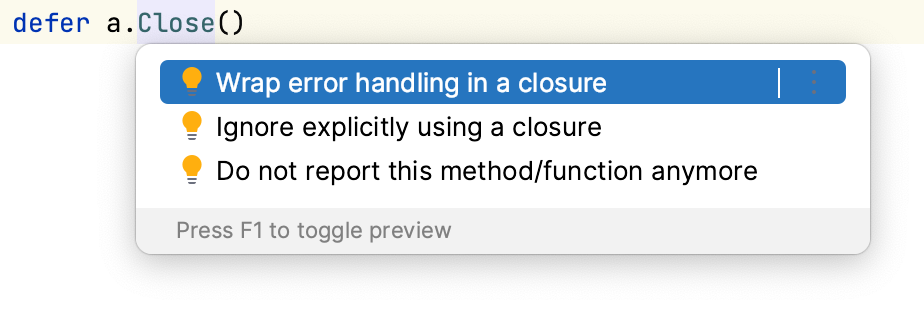 defer a.Close()
Wrap error handling in a closure
Ignore explicitly using a closure
Do not report this method/function anymore
Press F1 to toggle preview